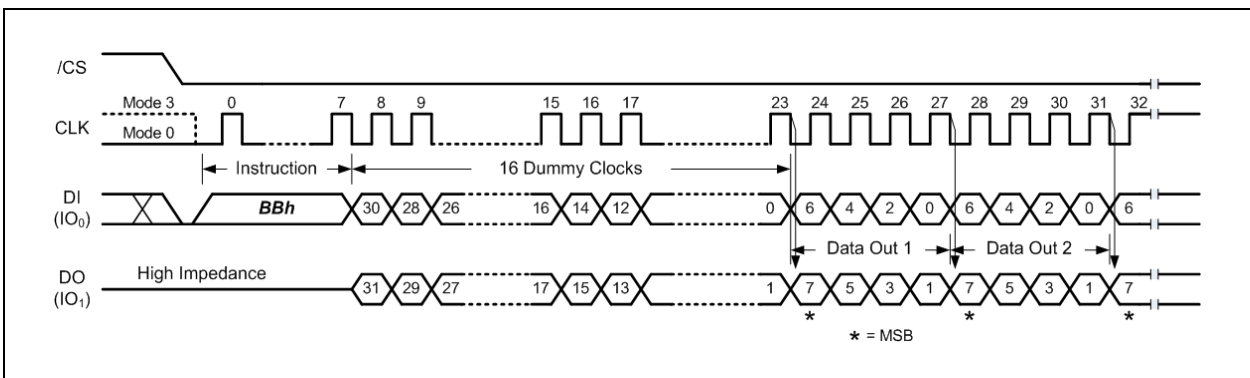 /CS
Mode 3 0 7 8 9 15 16 17 23 24 25 26 27 28 29 30 31 32
CLK
Mode 0
Instruction 16 Dummy Clocks
DI
(IO0)
BBh 30 28 26 16 14 12 0 6 4 2 0 6 4 2 0 6
Data Out 1 Data Out 2
High Impedance
DO
(IO1)
31 29 27 17 15 13 1 7 5 3 1 7 5 3 1 7
* * *
* = MSB